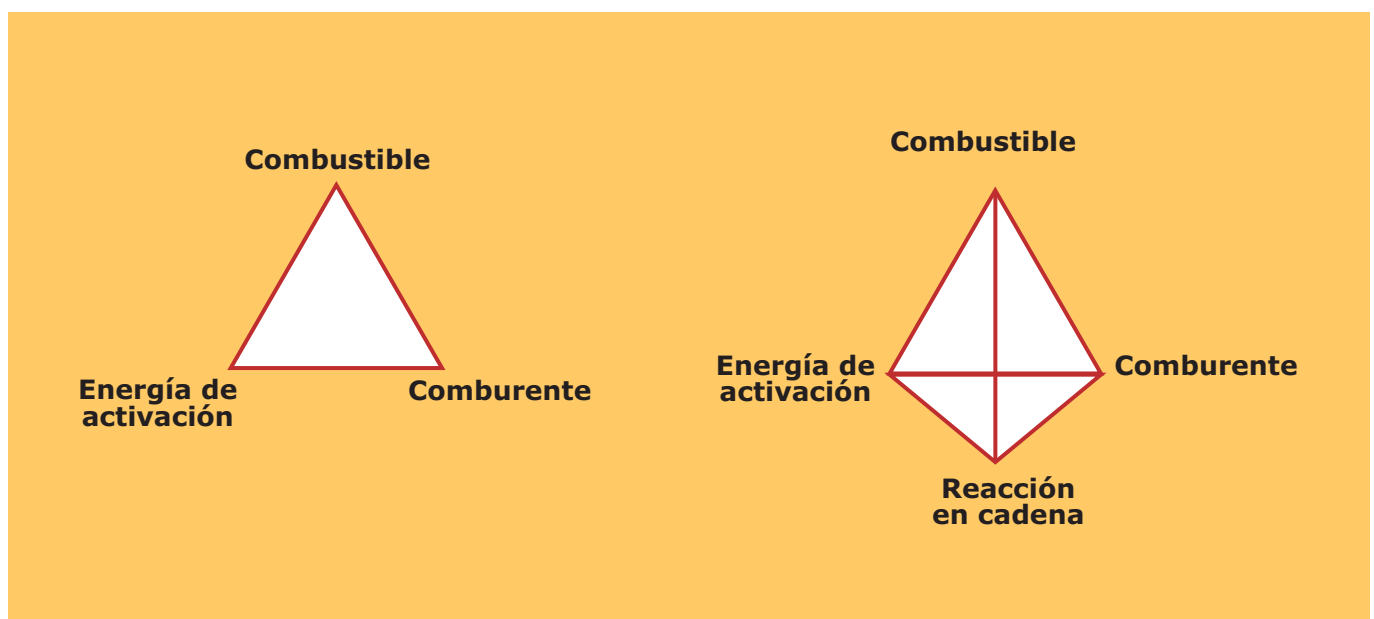 Combustible
Energía de
activación
Comburente
Combustible
Energía de
activación
Comburente
Reacción
en cadena